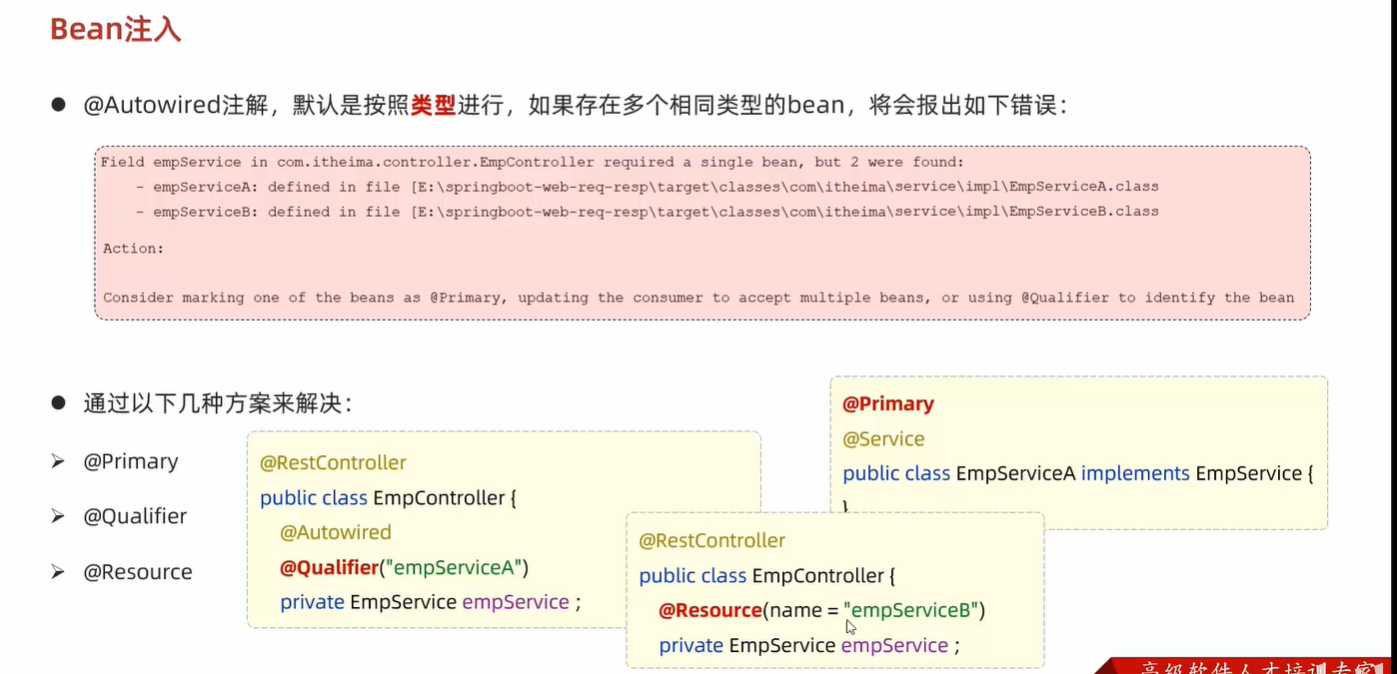 Bean注入
● @Autowired注解，默认是按照类型进行，如果存在多个相同类型的bean，将会报出如下错误：
Field empService in com.itheima.controller.EmpController required a single bean, but 2 were found:
- empServiceA: defined in file [E:\springboot-web-req-resp\target\classes\com\itheima\service\impl\EmpServiceA.class
- empServiceB: defined in file [E:\springboot-web-req-resp\target\classes\com\itheima\service\impl\EmpServiceB.class
Action:
Consider marking one of the beans as @Primary, updating the consumer to accept multiple beans, or using @Qualifier to identify the bean
● 通过以下几种方案来解决：
➢ @Primary
➢ @Qualifier
➢ @Resource
@RestController
public class EmpController {
@Autowired
@Qualifier("empServiceA")
private EmpService empService ;
@Primary
@Service
public class EmpServiceA implements EmpService {
}
@RestController
public class EmpController {
@Resource(name = "empServiceB")
private EmpService empService ;
高级软件人才培训专家